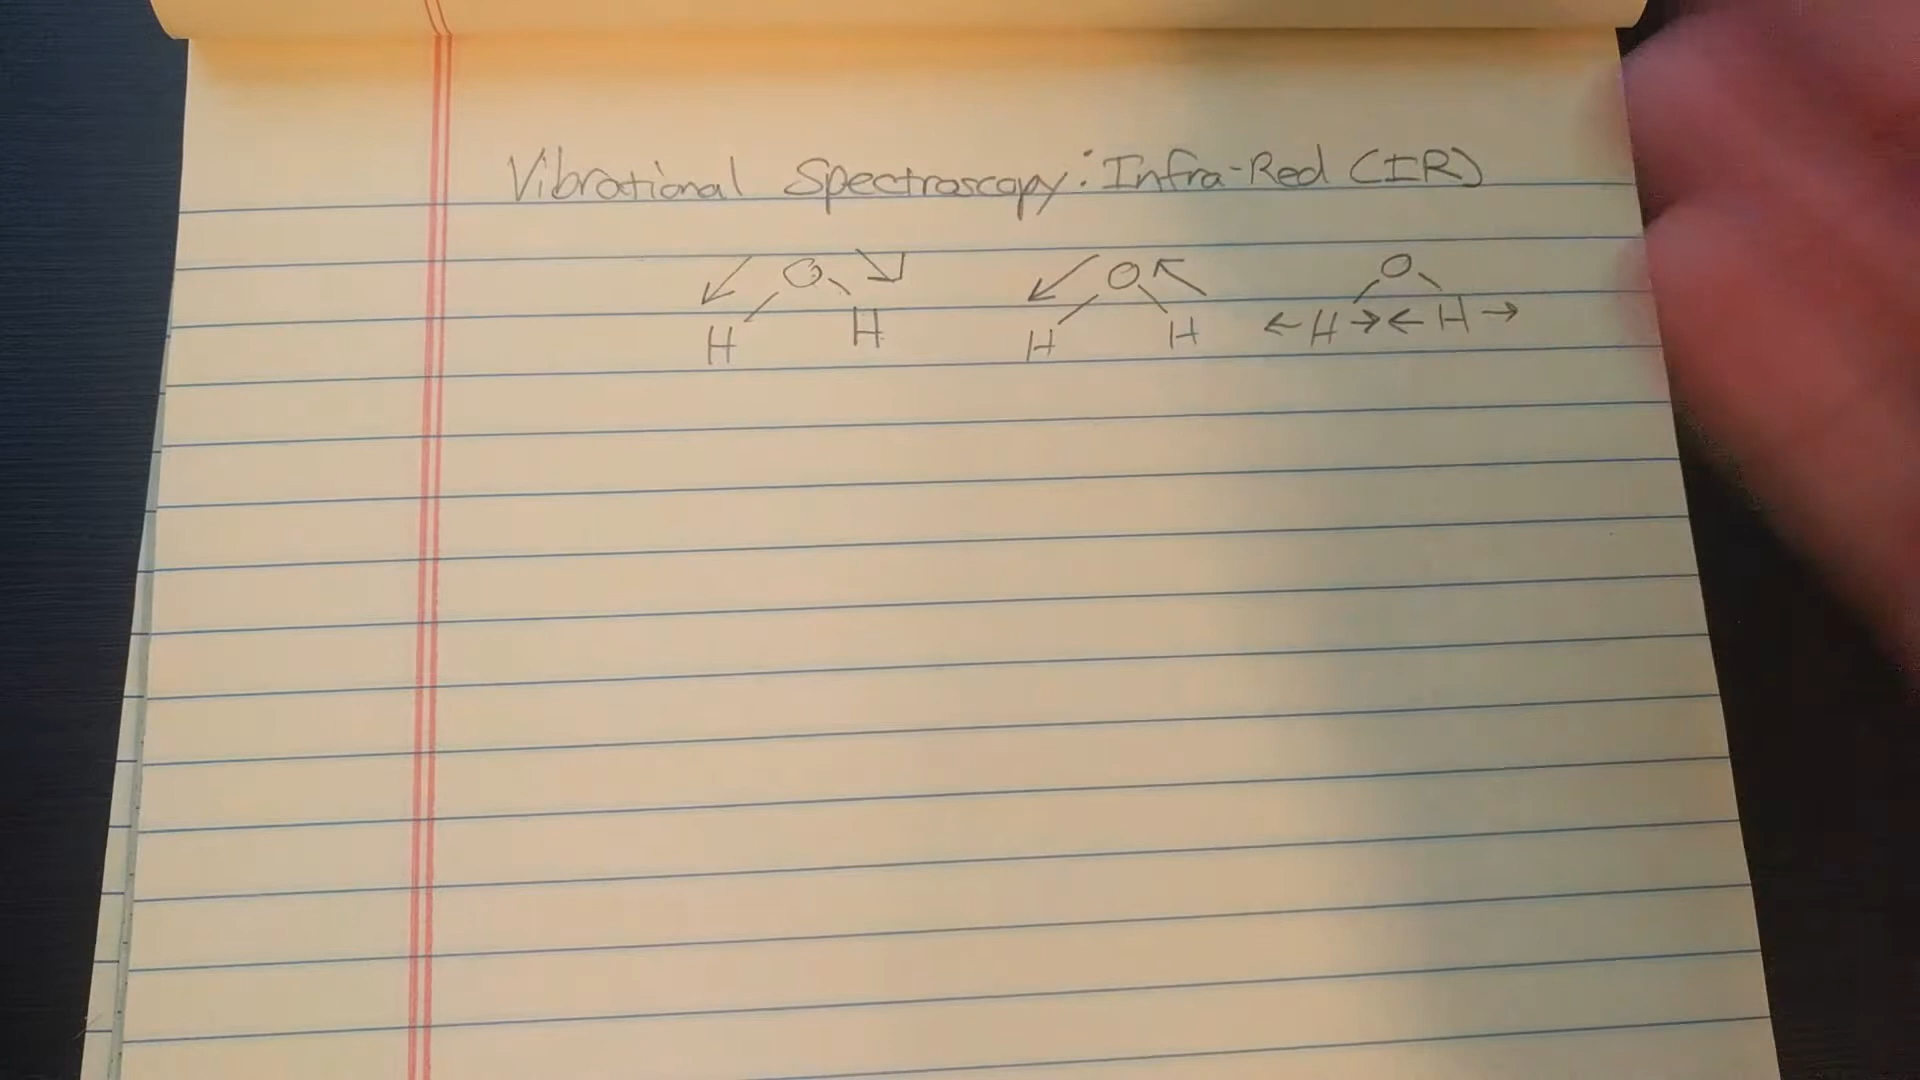 Vibrational Spectroscopy: Infra-Red (IR)
O O O
H H H H ← H → ← H →